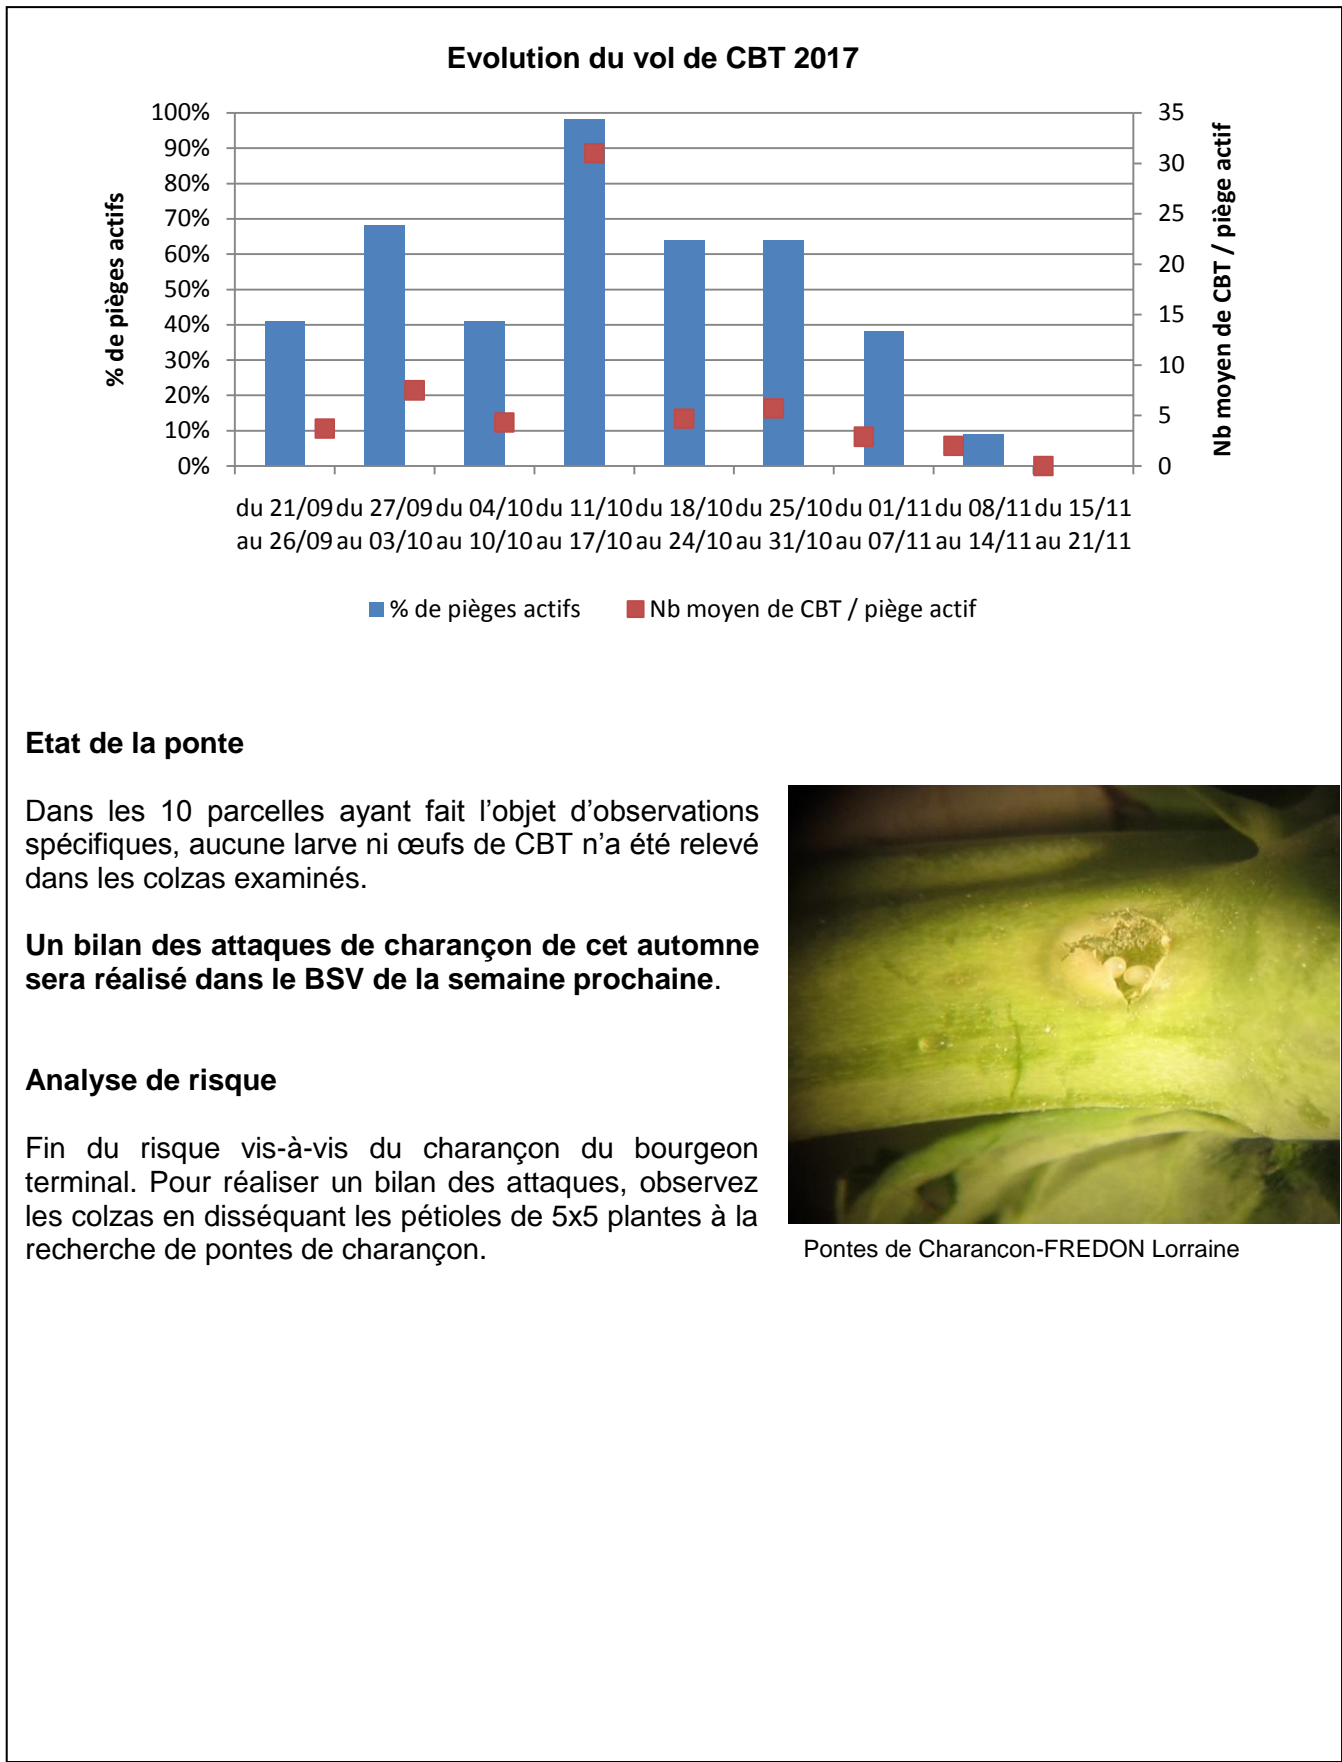 Evolution du vol de CBT 2017
100%
90%
80%
70%
60%
50%
40%
30%
20%
10%
0%
35
30
25
20
15
10
5
0
% de pièges actifs
Nb moyen de CBT / piège actif
du 21/09 du 27/09 du 04/10 du 11/10 du 18/10 du 25/10 du 01/11 du 08/11 du 15/11
au 26/09 au 03/10 au 10/10 au 17/10 au 24/10 au 31/10 au 07/11 au 14/11 au 21/11
% de pièges actifs Nb moyen de CBT / piège actif
Etat de la ponte
Dans les 10 parcelles ayant fait l’objet d’observations
spécifiques, aucune larve ni œufs de CBT n’a été relevé
dans les colzas examinés.
Un bilan des attaques de charançon de cet automne
sera réalisé dans le BSV de la semaine prochaine.
Analyse de risque
Fin du risque vis-à-vis du charançon du bourgeon
terminal. Pour réaliser un bilan des attaques, observez
les colzas en disséquant les pétioles de 5x5 plantes à la
recherche de pontes de charançon.
Pontes de Charancon-FREDON Lorraine